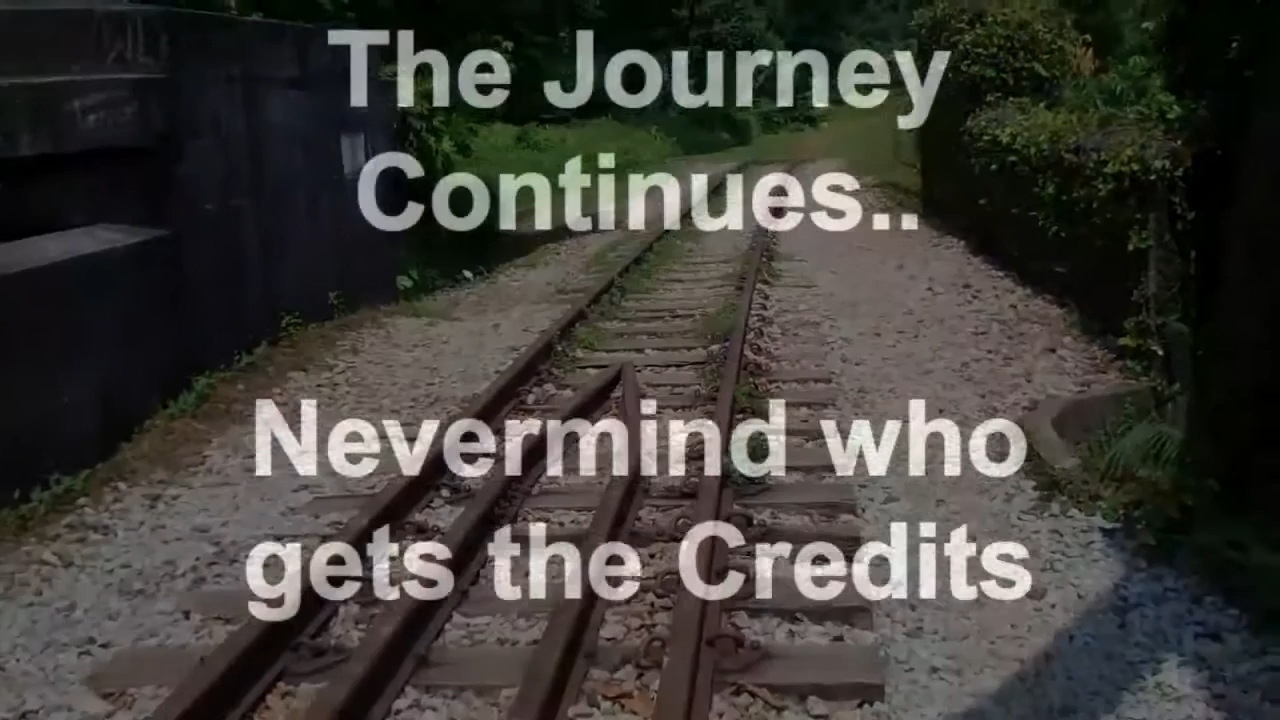 The Journey
Continues..
Nevermind who
gets the Credits